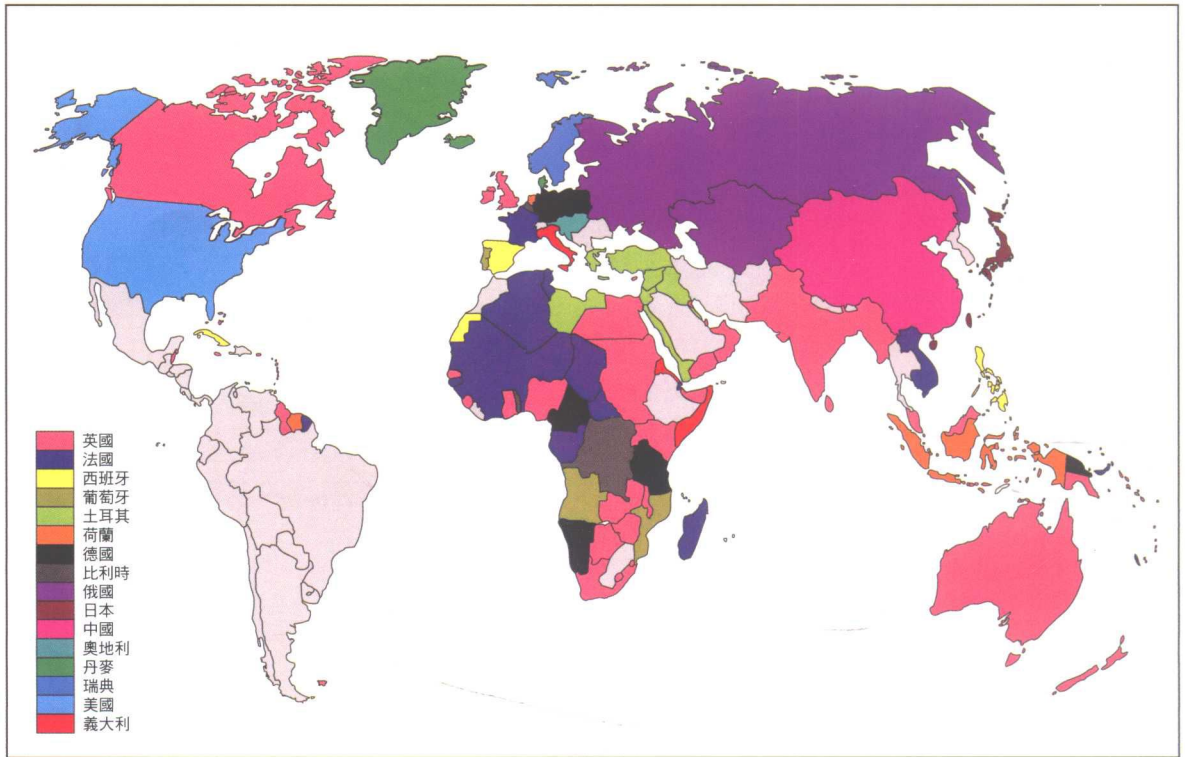 英國
法國
西班牙
葡萄牙
土耳其
荷蘭
德國
比利時
俄國
日本
中國
奧地利
丹麥
瑞典
美國
義大利